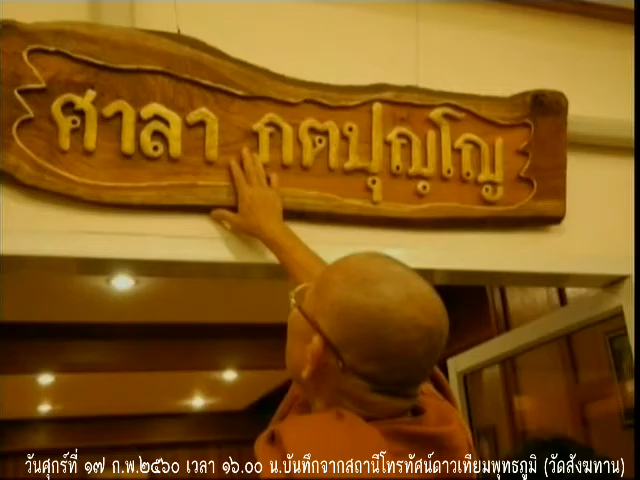 ศาลา กตปุญฺโญ
วันศุกร์ที่ ๑๗ ก.พ.๒๕๖๐ เวลา ๑๖.๐๐ น.บันทึกจากสถานีโทรทัศน์ดาวเทียมพุทธภูมิ (วัดสังฆทาน)